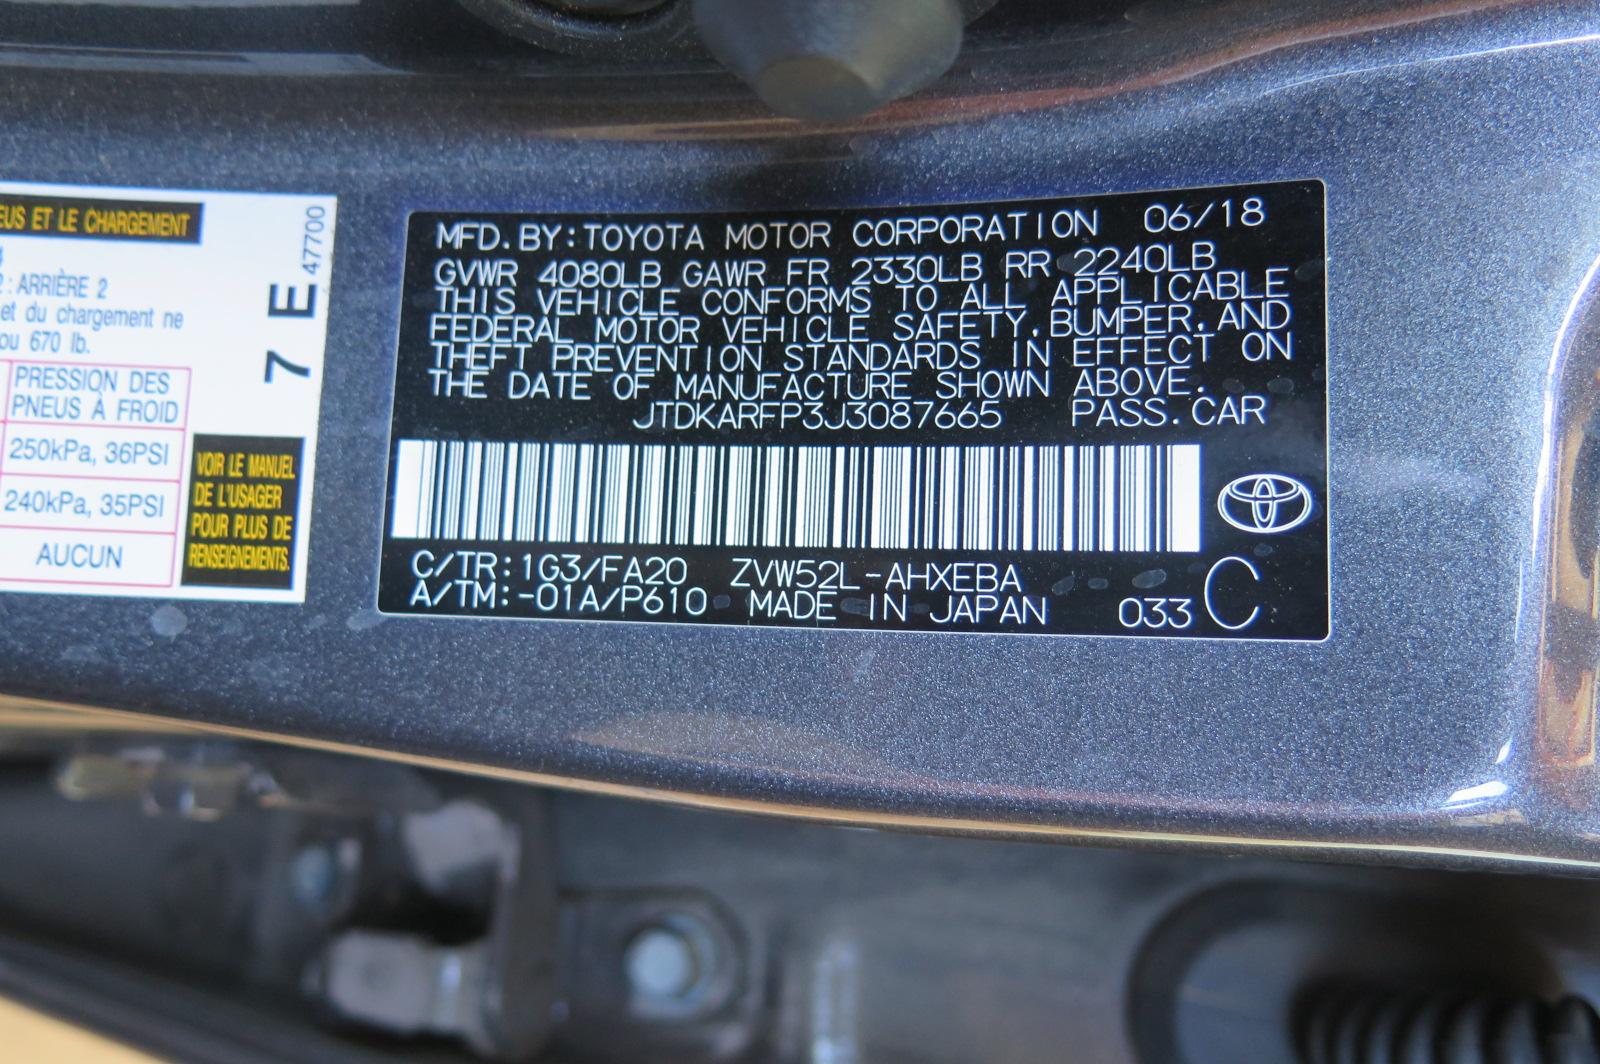 EUS ET LE CHARGEMENT
: ARRIÈRE 2
et du chargement ne
ou 670 lb.
PRESSION DES
PNEUS À FROID
250kPa, 36PSI
240kPa, 35PSI
AUCUN
7 E 47700
VOIR LE MANUEL
DE L'USAGER
POUR PLUS DE
RENSEIGNEMENTS.
MFD. BY: TOYOTA MOTOR CORPORATION 06/18
GVWR 4080LB GAWR FR 2330LB RR 2240LB
THIS VEHICLE CONFORMS TO ALL APPLICABLE
FEDERAL MOTOR VEHICLE SAFETY, BUMPER, AND
THEFT PREVENTION STANDARDS IN EFFECT ON
THE DATE OF MANUFACTURE SHOWN ABOVE.
JTDKARFP3J3087665 PASS. CAR
C/TR: 1G3/FA20 ZVW52L-AHXEBA
A/TM: -01A/P610 MADE IN JAPAN 033 C